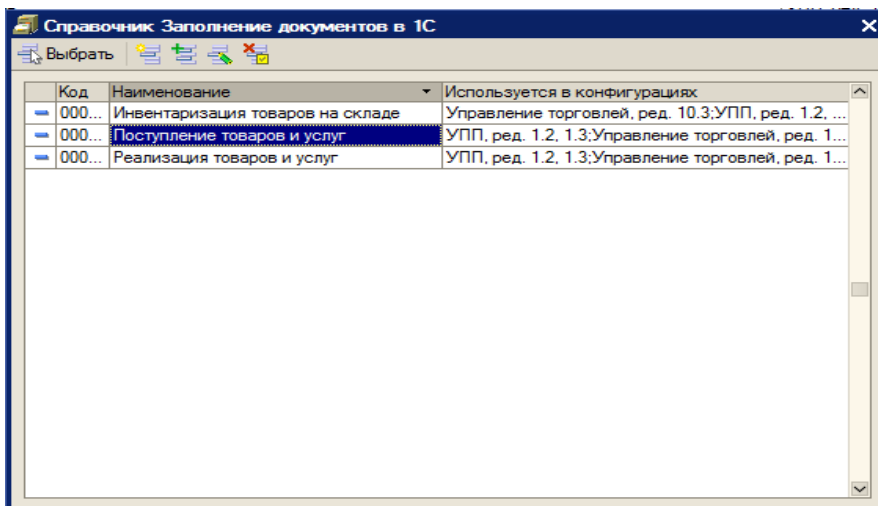 Справочник Заполнение документов в 1С
Выбрать
Код Наименование Используется в конфигурациях
000... Инвентаризация товаров на складе Управление торговлей, ред. 10.3;УПП, ред. 1.2, ...
000... Поступление товаров и услуг УПП, ред. 1.2, 1.3;Управление торговлей, ред. 1...
000... Реализация товаров и услуг УПП, ред. 1.2, 1.3;Управление торговлей, ред. 1...